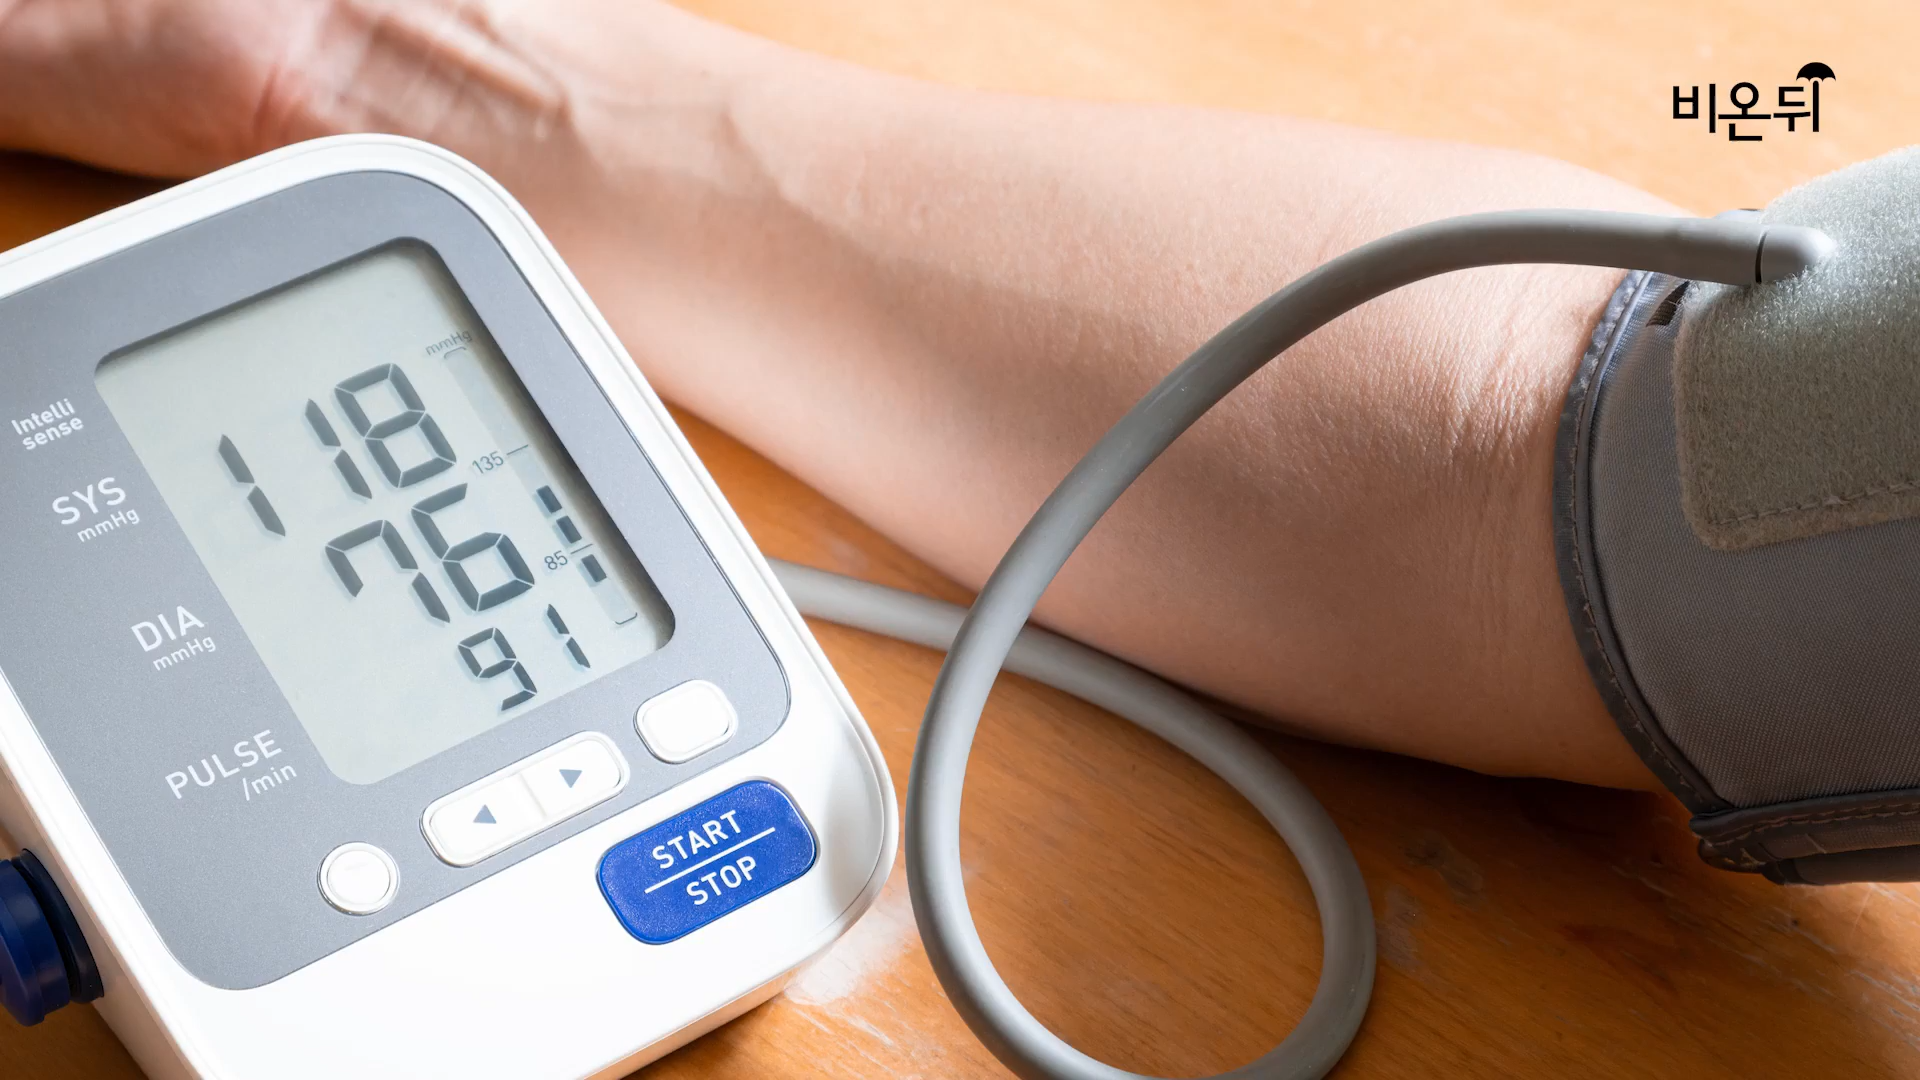 비온뒤
Intelli
sense
SYS
mmHg
DIA
mmHg
PULSE
/min
mmHg
118
135
76
85
91
START
STOP